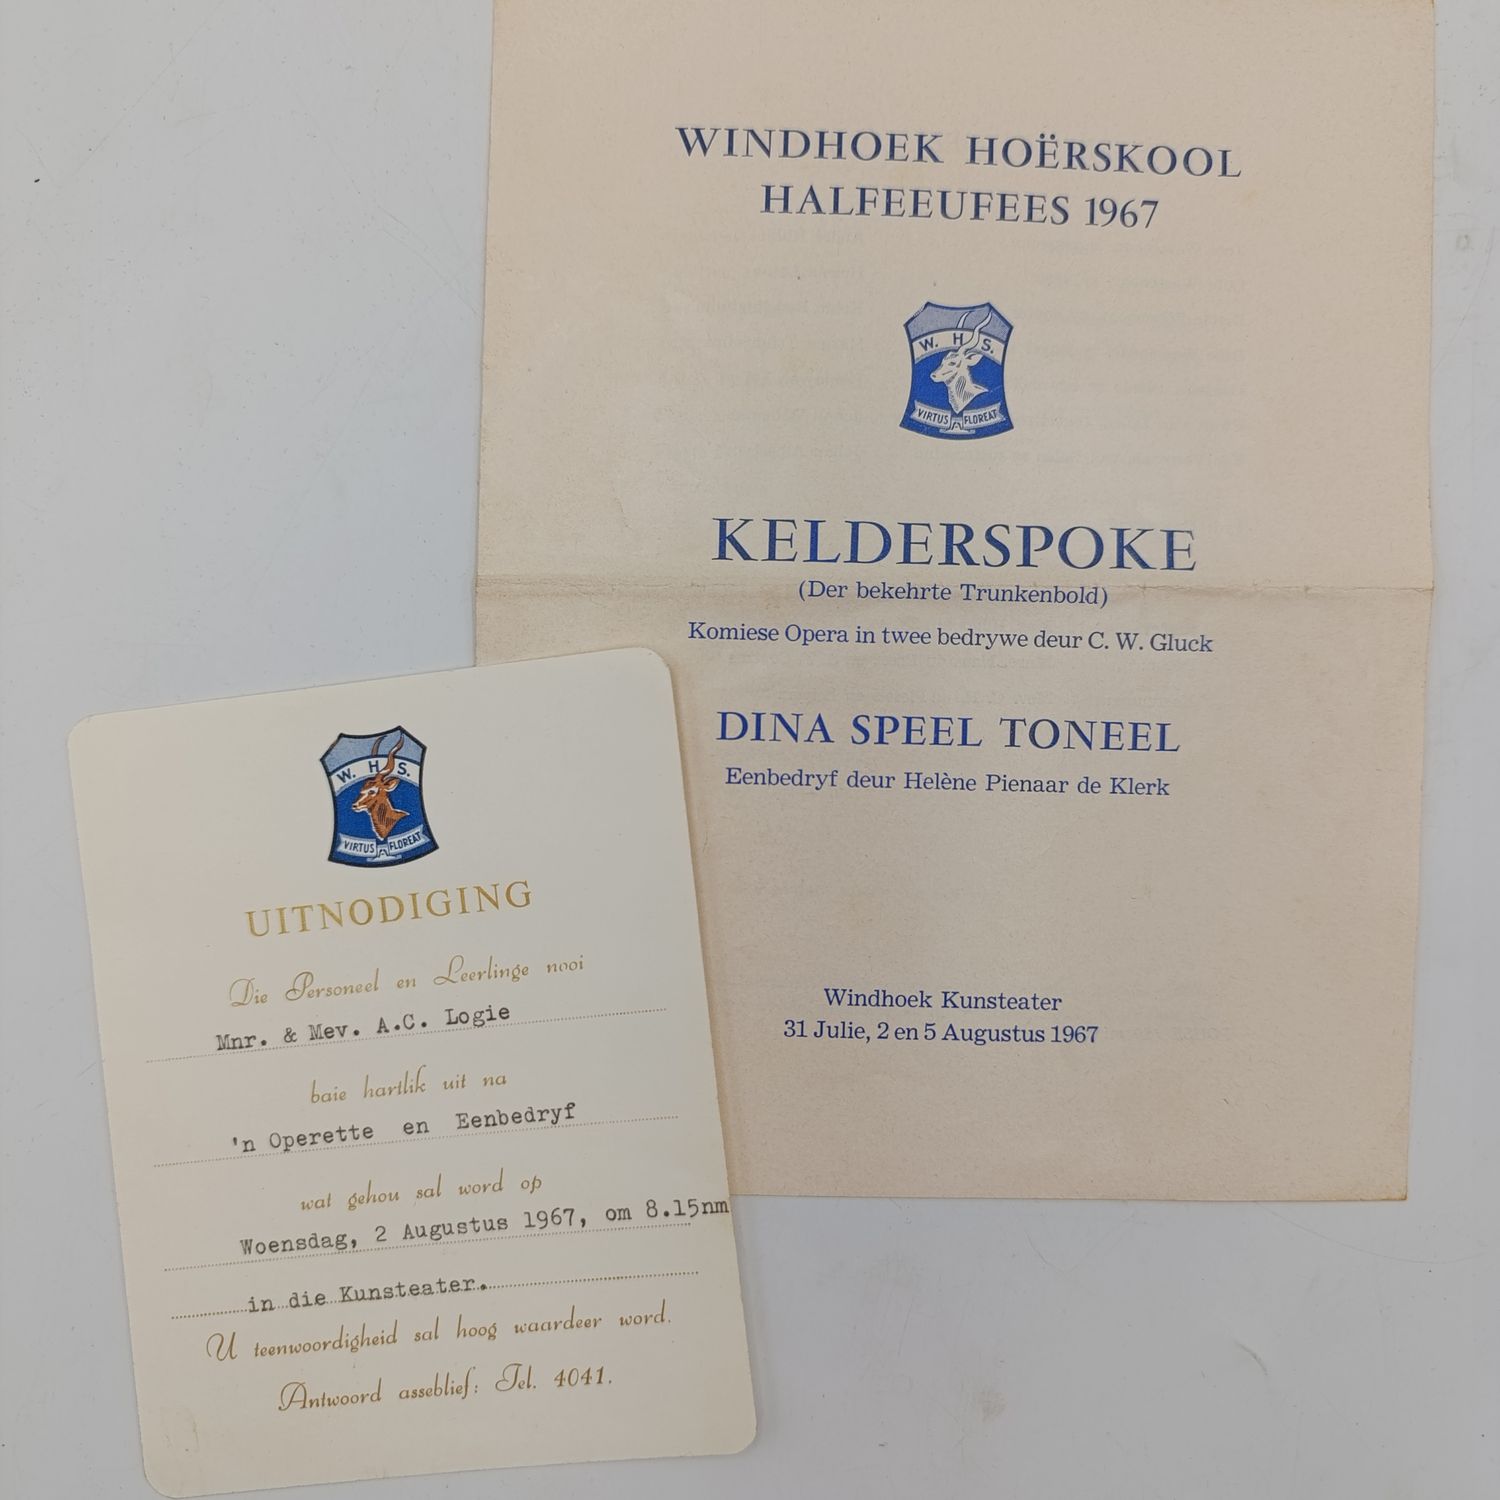 WINDHOEK HOËRSKOOL
HALFEEUFEES 1967
W. H. S.
VIRTUS FLOREAT
KELDERSPOKE
(Der bekehrte Trunkenbold)
Komiese Opera in twee bedrywe deur C. W. Gluck
DINA SPEEL TONEEL
Eenbedryf deur Helène Pienaar de Klerk
Windhoek Kunsteater
31 Julie, 2 en 5 Augustus 1967
W. H. S.
VIRTUS FLOREAT
UITNODIGING
Die Personeel en Leerlinge nooi
Mnr. & Mev. A.C. Logie
baie hartlik uit na
'n Operette en Eenbedryf
wat gehou sal word op
Woensdag, 2 Augustus 1967, om 8.15nm
in die Kunsteater.
U teenwoordigheid sal hoog waardeer word.
Antwoord asseblief: Tel. 4041.